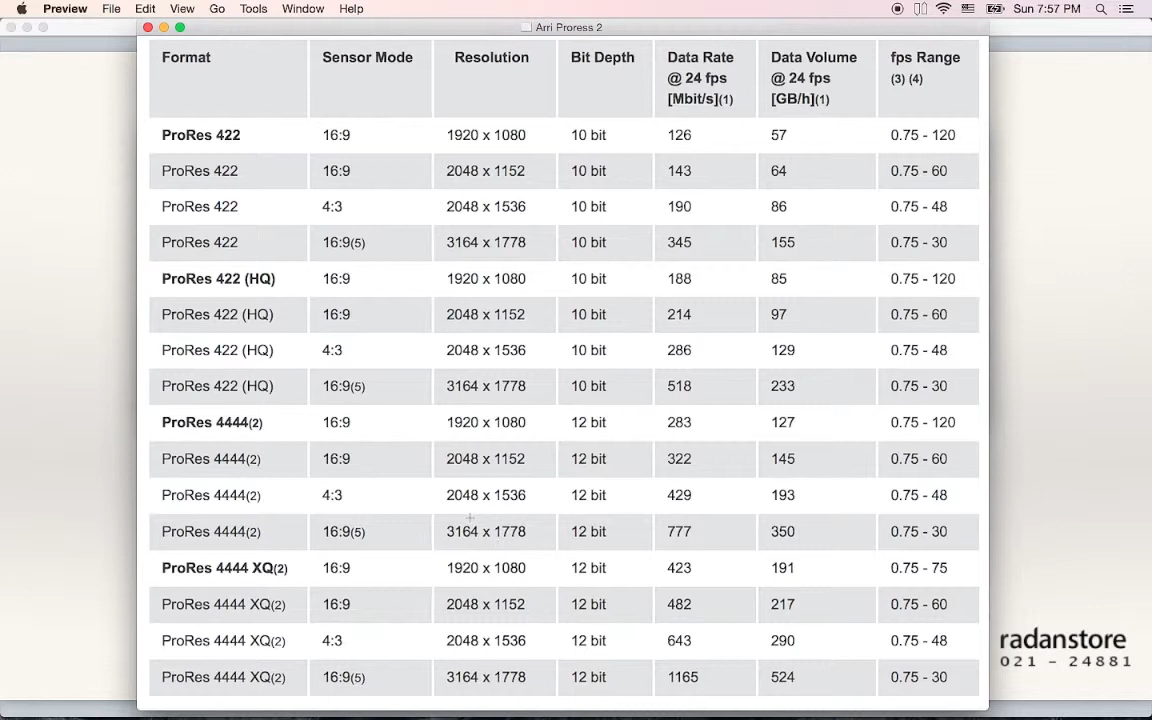 Preview File Edit View Go Tools Window Help Sun 7:57 PM
Arri Proress 2
Format Sensor Mode Resolution Bit Depth Data Rate @ 24 fps [Mbit/s](1) Data Volume @ 24 fps [GB/h](1) fps Range (3) (4)
ProRes 422 16:9 1920 x 1080 10 bit 126 57 0.75 - 120
ProRes 422 16:9 2048 x 1152 10 bit 143 64 0.75 - 60
ProRes 422 4:3 2048 x 1536 10 bit 190 86 0.75 - 48
ProRes 422 16:9(5) 3164 x 1778 10 bit 345 155 0.75 - 30
ProRes 422 (HQ) 16:9 1920 x 1080 10 bit 188 85 0.75 - 120
ProRes 422 (HQ) 16:9 2048 x 1152 10 bit 214 97 0.75 - 60
ProRes 422 (HQ) 4:3 2048 x 1536 10 bit 286 129 0.75 - 48
ProRes 422 (HQ) 16:9(5) 3164 x 1778 10 bit 518 233 0.75 - 30
ProRes 4444(2) 16:9 1920 x 1080 12 bit 283 127 0.75 - 120
ProRes 4444(2) 16:9 2048 x 1152 12 bit 322 145 0.75 - 60
ProRes 4444(2) 4:3 2048 x 1536 12 bit 429 193 0.75 - 48
ProRes 4444(2) 16:9(5) 3164 x 1778 12 bit 777 350 0.75 - 30
ProRes 4444 XQ(2) 16:9 1920 x 1080 12 bit 423 191 0.75 - 75
ProRes 4444 XQ(2) 16:9 2048 x 1152 12 bit 482 217 0.75 - 60
ProRes 4444 XQ(2) 4:3 2048 x 1536 12 bit 643 290 0.75 - 48
ProRes 4444 XQ(2) 16:9(5) 3164 x 1778 12 bit 1165 524 0.75 - 30
radanstore
021 - 24881